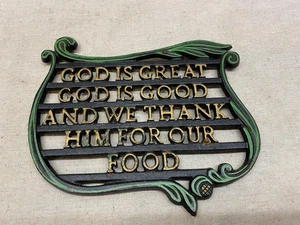 GOD IS GREAT
GOD IS GOOD
AND WE THANK
HIM FOR OUR
FOOD